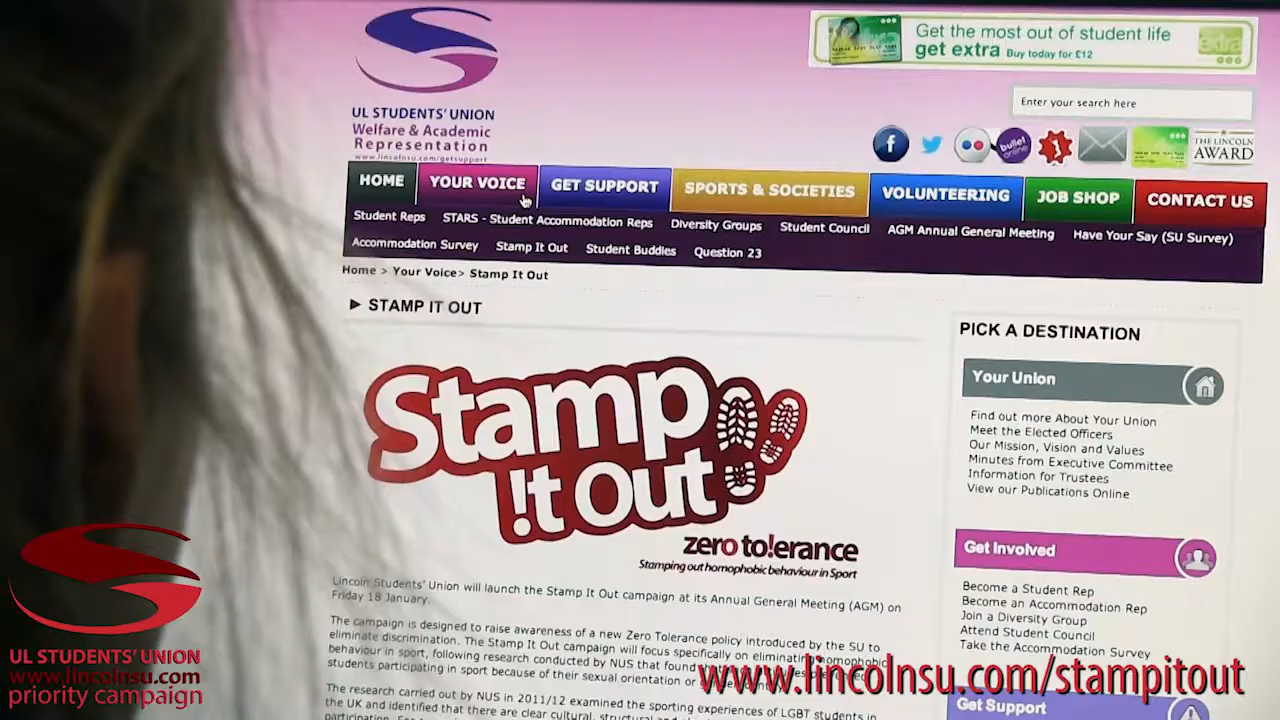 UL STUDENTS' UNION
Welfare & Academic
Representation
www.lincolnsu.com/getsupport
Get the most out of student life
get extra Buy today for £12
extra
Enter your search here
bullet
online
THE LINCOLN
AWARD
HOME YOUR VOICE GET SUPPORT SPORTS & SOCIETIES VOLUNTEERING JOB SHOP CONTACT US
Student Reps STARS - Student Accommodation Reps Diversity Groups Student Council AGM Annual General Meeting Have Your Say (SU Survey)
Accommodation Survey Stamp It Out Student Buddies Question 23
Home > Your Voice> Stamp It Out
STAMP IT OUT
Stamp
!t Out
zero to!erance
Stamping out homophobic behaviour in Sport
Lincoln Students' Union will launch the Stamp It Out campaign at its Annual General Meeting (AGM) on
Friday 18 January.
The campaign is designed to raise awareness of a new Zero Tolerance policy introduced by the SU to
eliminate discrimination. The Stamp It Out campaign will focus specifically on eliminating homophobic
behaviour in sport, following research conducted by NUS that found
students participating in sport because of their sexual orientation or
The research carried out by NUS in 2011/12 examined the sporting experiences of LGBT students in
the UK and identified that there are clear cultural, structural and
participation.
PICK A DESTINATION
Your Union
Find out more About Your Union
Meet the Elected Officers
Our Mission, Vision and Values
Minutes from Executive Committee
Information for Trustees
View our Publications Online
Get Involved
Become a Student Rep
Become an Accommodation Rep
Join a Diversity Group
Attend Student Council
Take the Accommodation Survey
Get Support
UL STUDENTS' UNION
www.lincolnsu.com
priority campaign
www.lincolnsu.com/stampitout